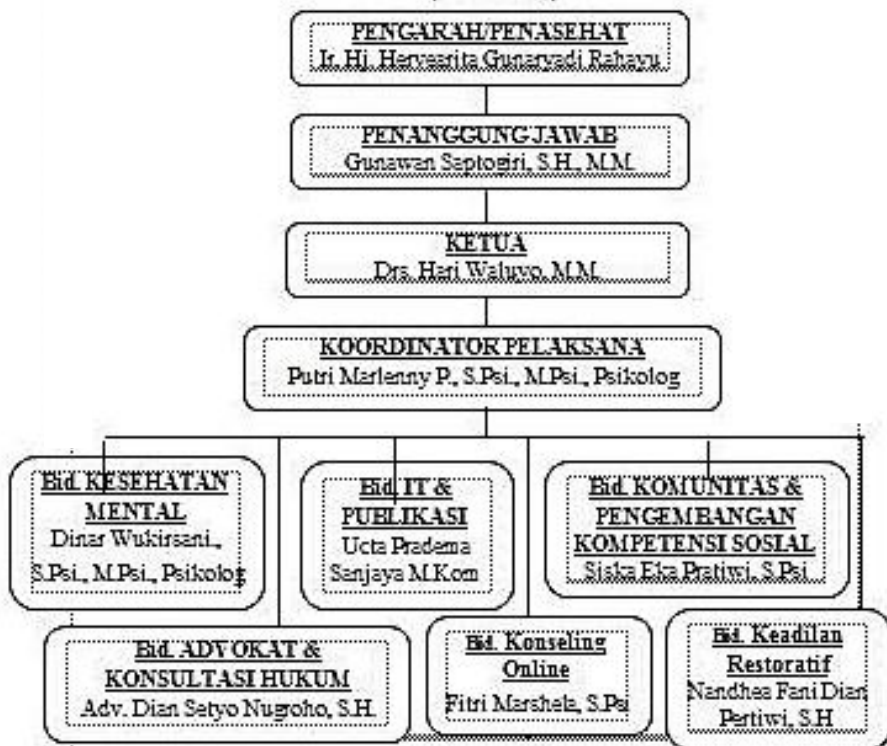 PENGARAH/PENASEHAT
Ir. Hj. Hervearita Gunaryadi Rahayu
PENANGGUNG JAWAB
Gunawan Saptogiri, S.H., M.M.
KETUA
Drs. Hari Waluyo, M.M.
KOORDINATOR PELAKSANA
Putri Marlenny P., S.Psi., M.Psi., Psikolog
Bid. KESEHATAN
MENTAL
Dinar Wukirsani.,
S.Psi., M.Psi., Psikolog
Bid. IT &
PUBLIKASI
Ucta Pradema
Sanjaya M.Kom
Bid. KOMUNITAS &
PENGEMBANGAN
KOMPETENSI SOSIAL
Siska Eka Pratiwi, S.Psi
Bid. ADVOKAT &
KONSULTASI HUKUM
Adv. Dian Setyo Nugroho, S.H.
Bid. Konseling
Online
Fitri Marshela, S.Psi
Bid. Keadilan
Restoratif
Nandhea Fani Dian
Pertiwi, S.H